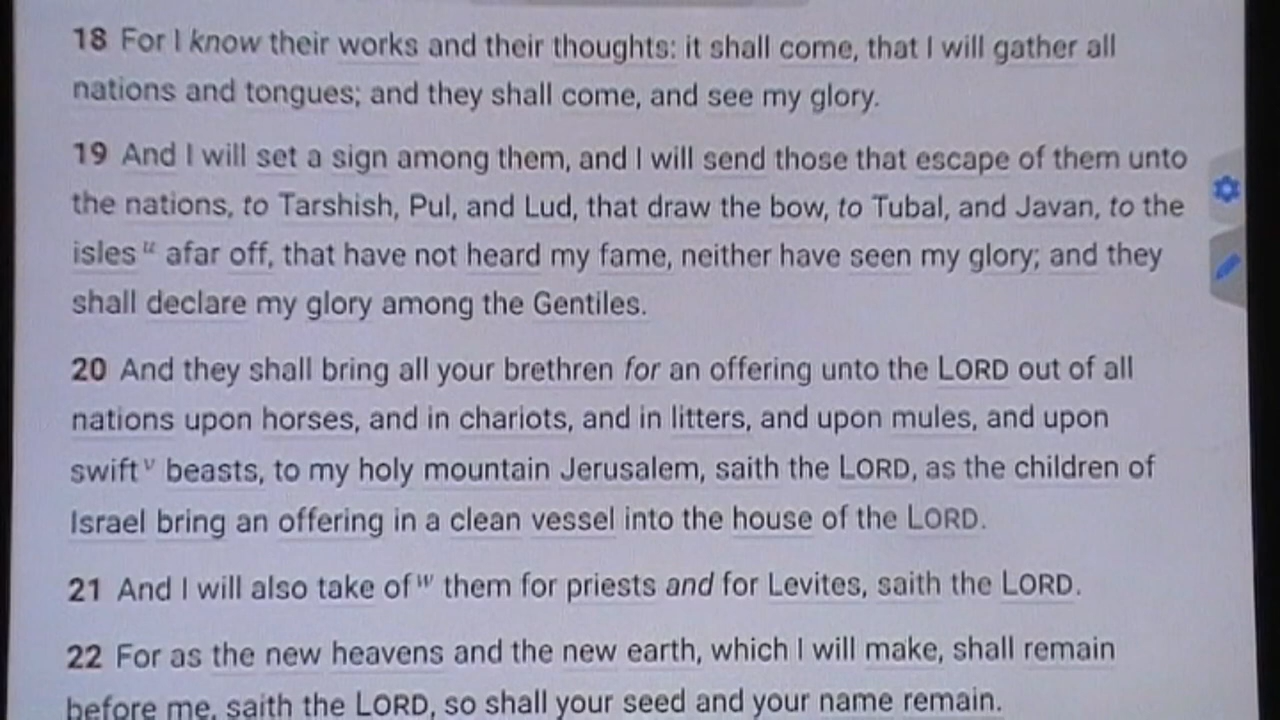 18 For I know their works and their thoughts: it shall come, that I will gather all
nations and tongues; and they shall come, and see my glory.
19 And I will set a sign among them, and I will send those that escape of them unto
the nations, to Tarshish, Pul, and Lud, that draw the bow, to Tubal, and Javan, to the
isles u afar off, that have not heard my fame, neither have seen my glory; and they
shall declare my glory among the Gentiles.
20 And they shall bring all your brethren for an offering unto the LORD out of all
nations upon horses, and in chariots, and in litters, and upon mules, and upon
swift v beasts, to my holy mountain Jerusalem, saith the LORD, as the children of
Israel bring an offering in a clean vessel into the house of the LORD.
21 And I will also take of w them for priests and for Levites, saith the LORD.
22 For as the new heavens and the new earth, which I will make, shall remain
before me, saith the LORD, so shall your seed and your name remain.